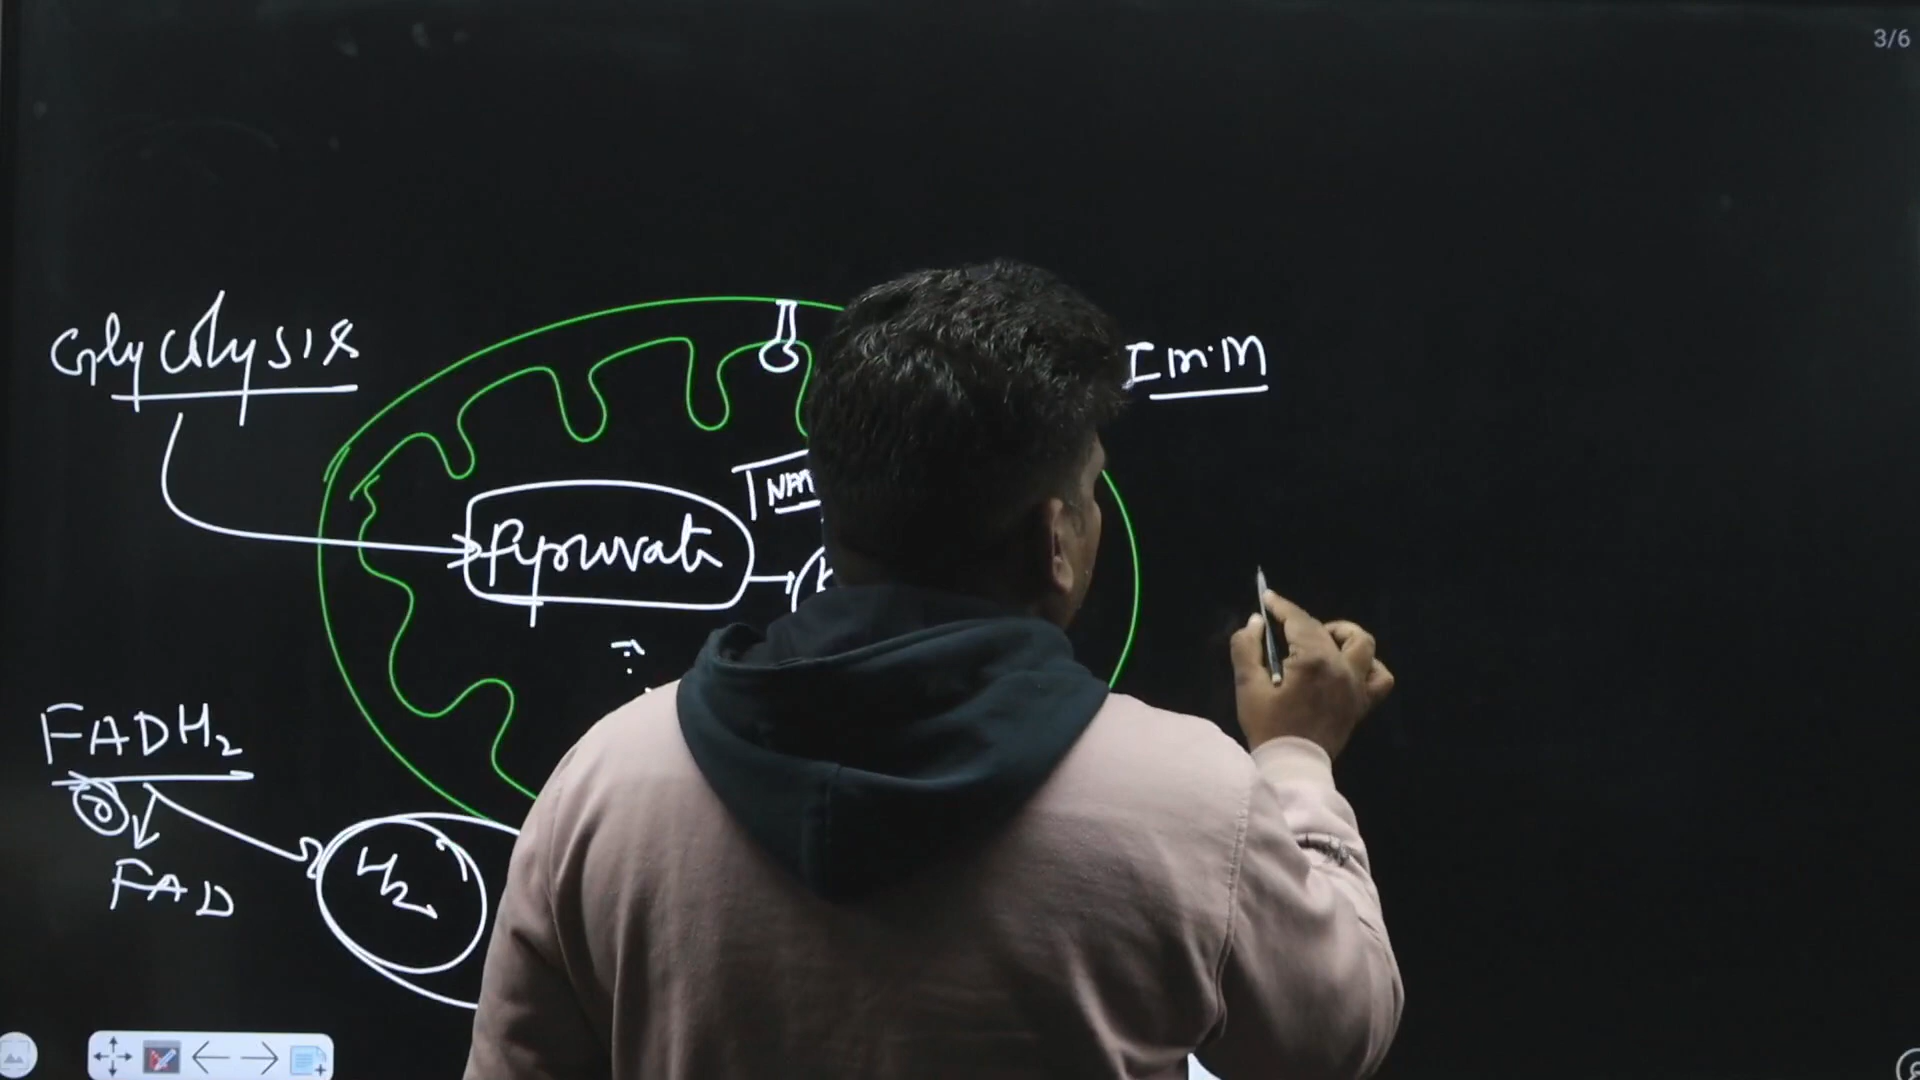 3/6
Glycolysis
I.M.M
NA
Pyruvate
FADH2
FAD
H2